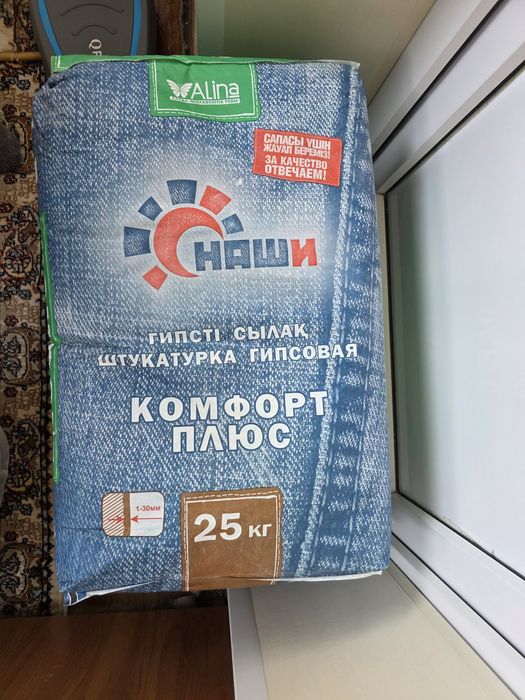 Alina
САПАСЫ ҮШІН
ЖАУАП БЕРЕМІЗ!
ЗА КАЧЕСТВО
ОТВЕЧАЕМ!
НАШИ
ГИПСТІ СЫЛАҚ
ШТУКАТУРКА ГИПСОВАЯ
КОМФОРТ
ПЛЮС
1-30мм
25 кг